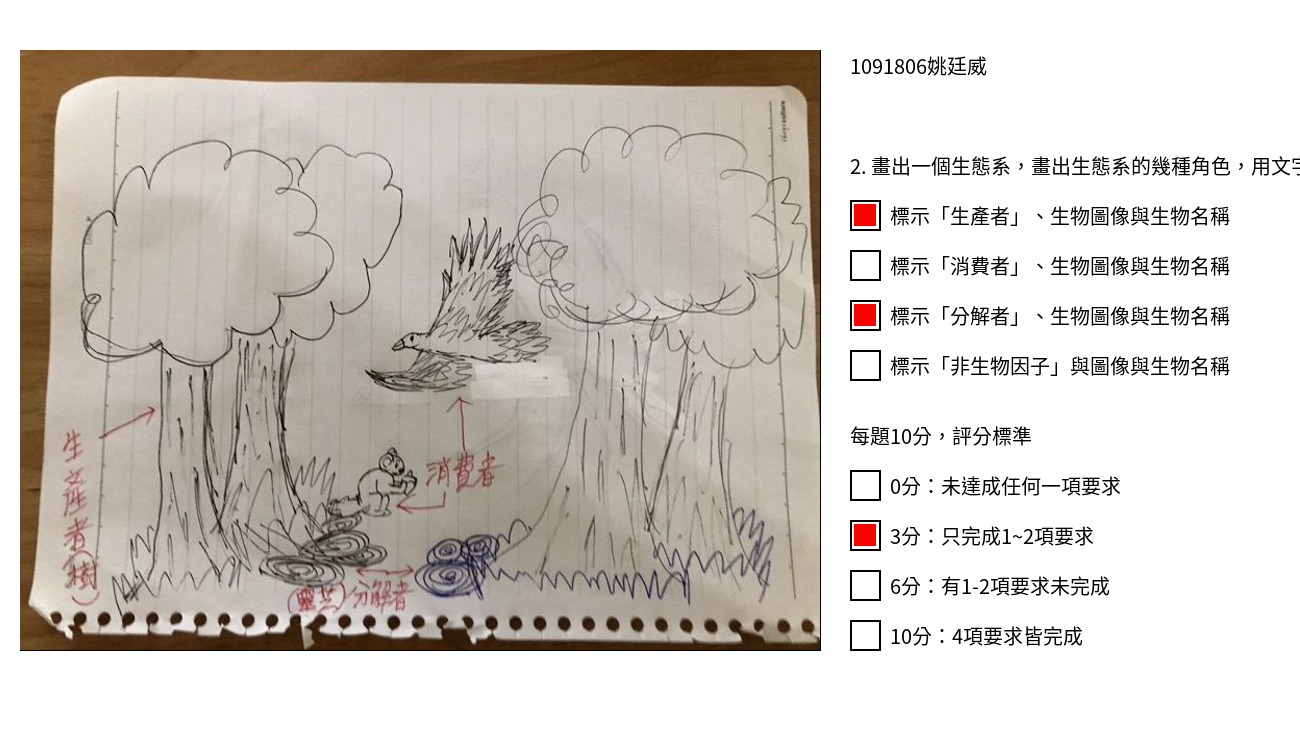 1091806姚廷威
2. 畫出一個生態系，畫出生態系的幾種角色，用文字
標示「生產者」、生物圖像與生物名稱
標示「消費者」、生物圖像與生物名稱
標示「分解者」、生物圖像與生物名稱
標示「非生物因子」與圖像與生物名稱
每題10分，評分標準
0分：未達成任何一項要求
3分：只完成1~2項要求
6分：有1-2項要求未完成
10分：4項要求皆完成
生產者(樹)
消費者
(靈芝)分解者